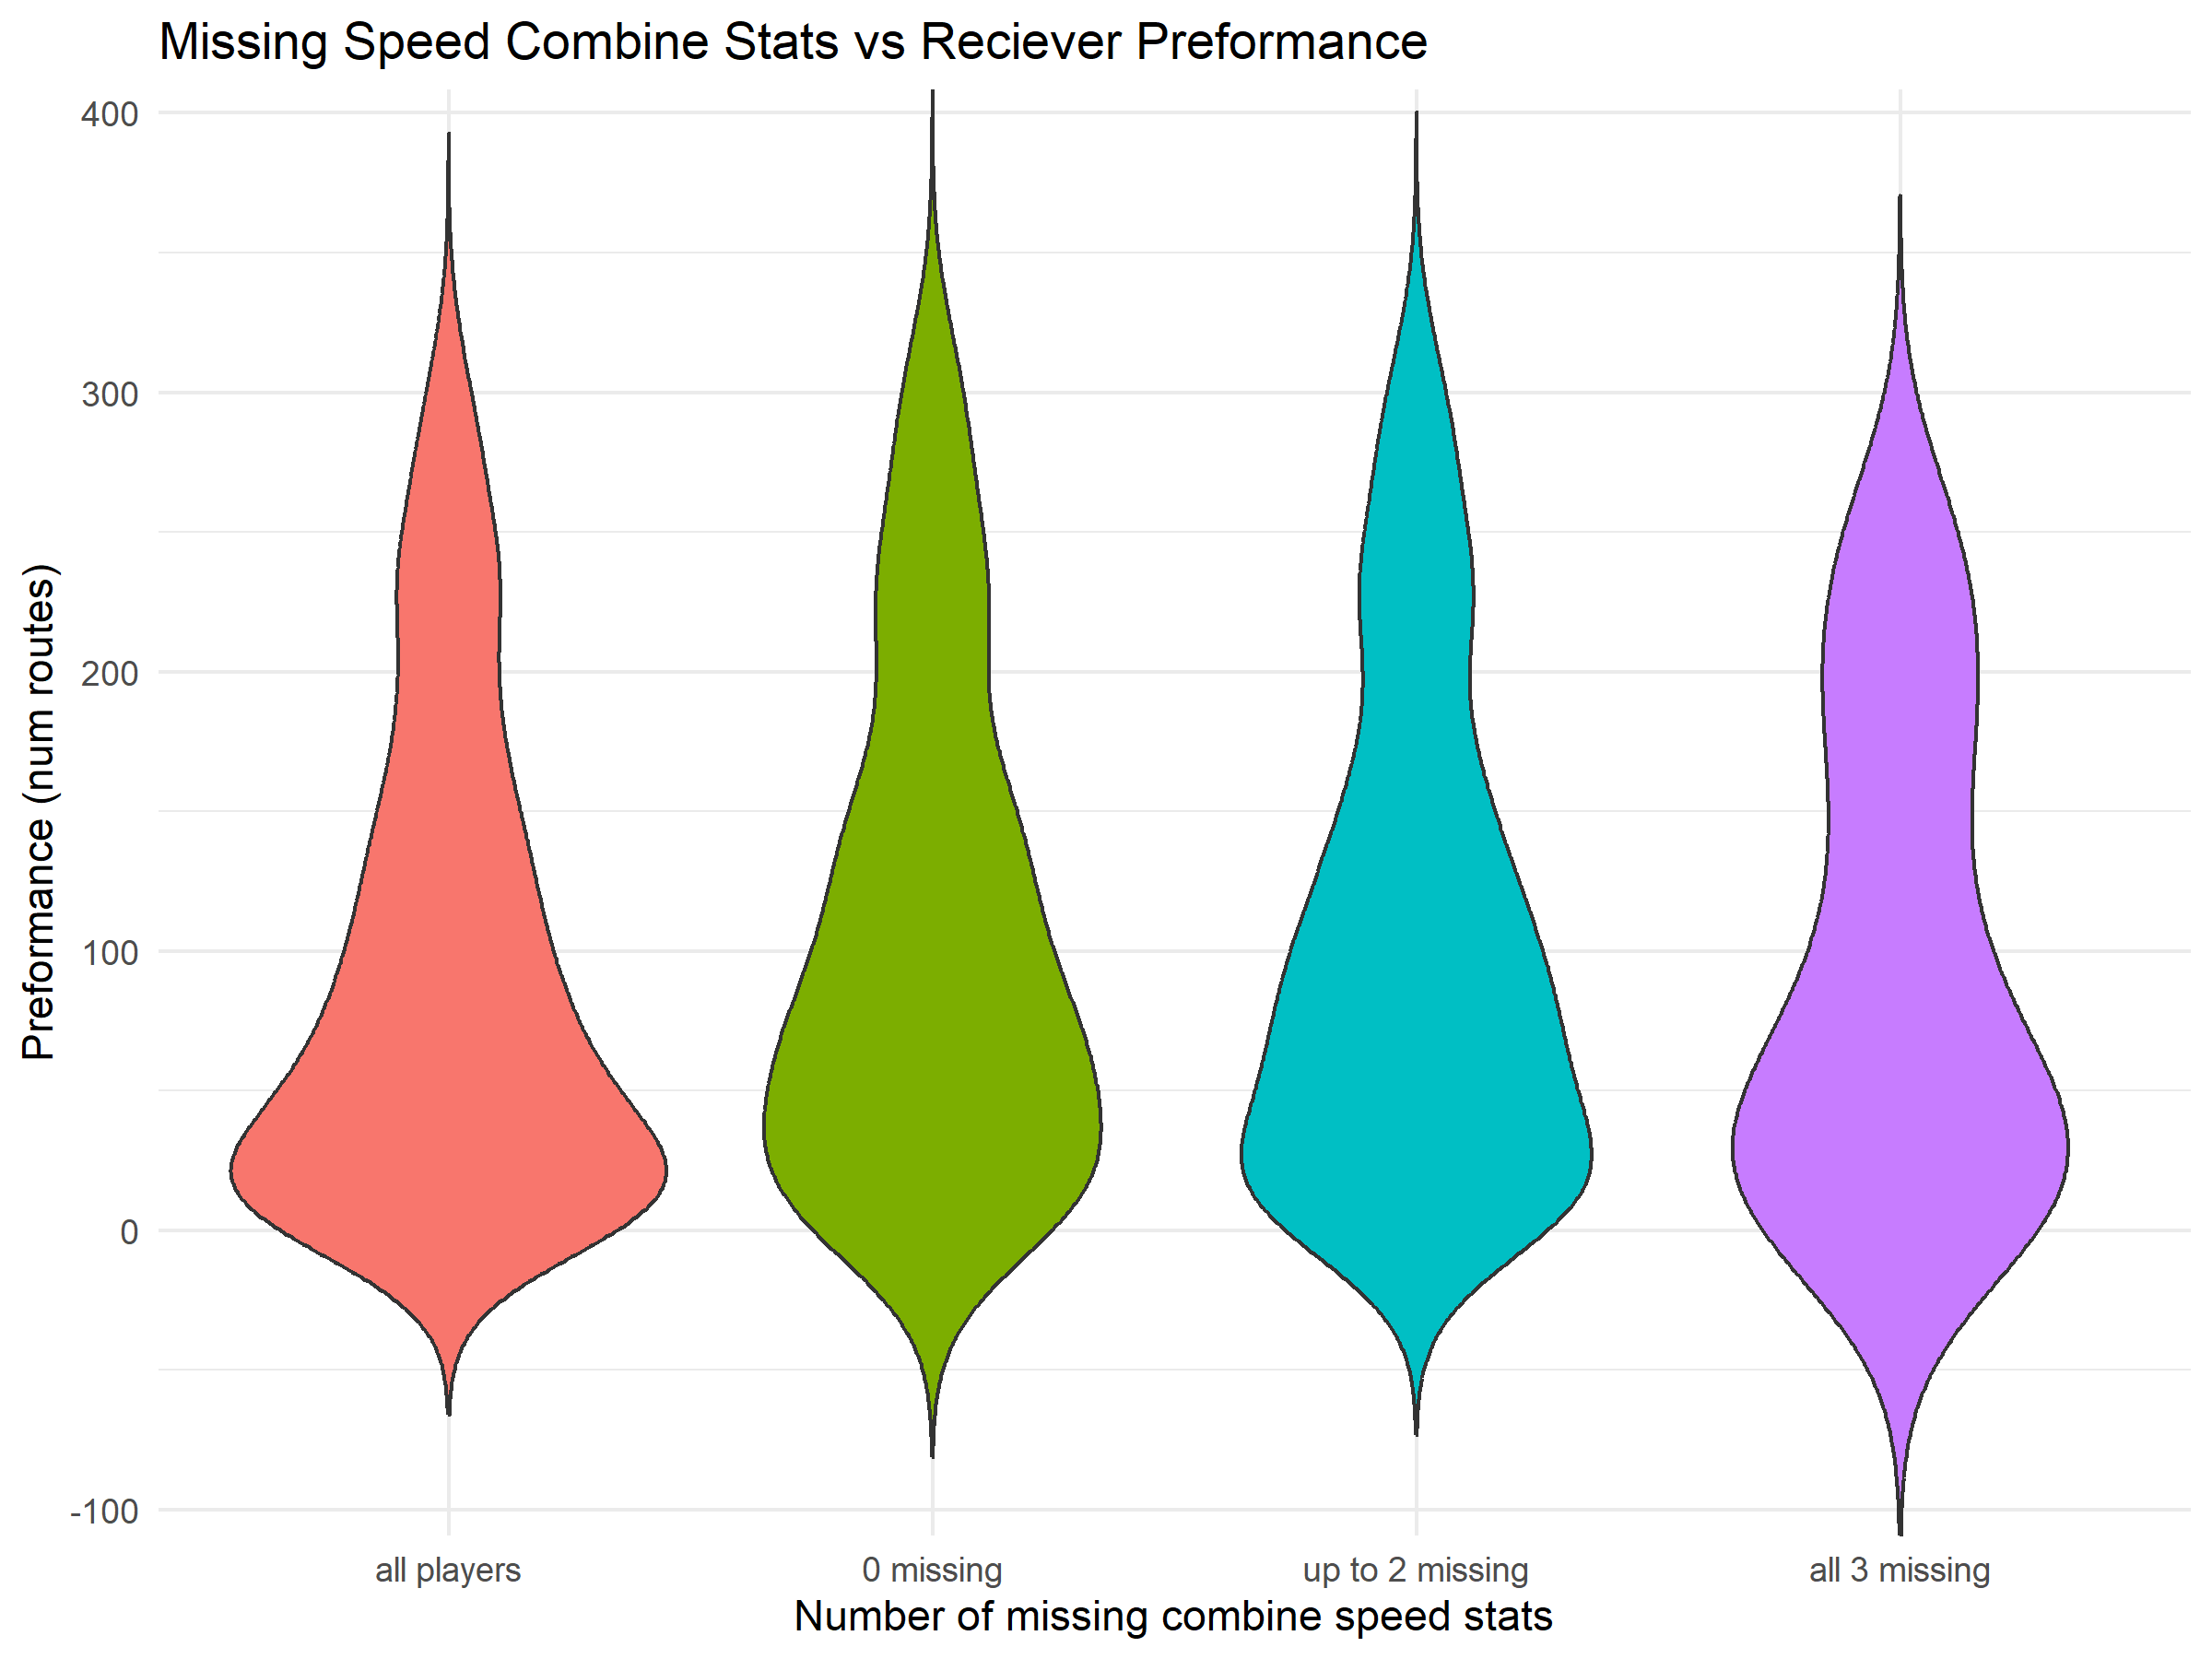 Missing Speed Combine Stats vs Reciever Preformance
Preformance (num routes)
400
300
200
100
0
-100
all players
0 missing
up to 2 missing
all 3 missing
Number of missing combine speed stats